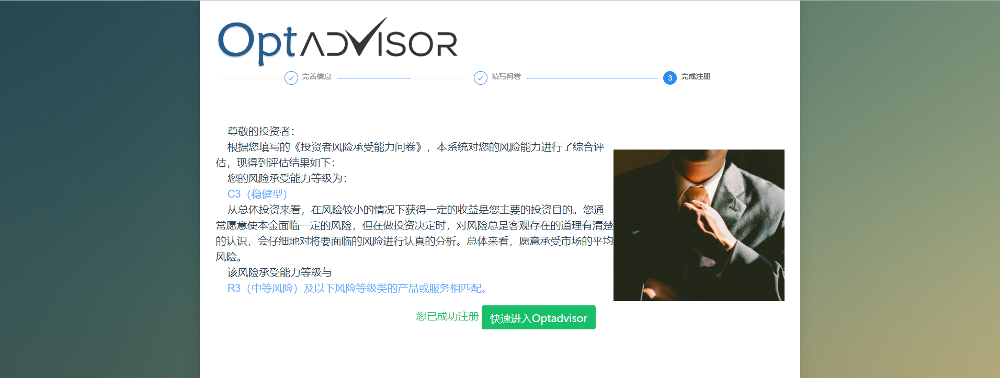 OptADVISOR
完善信息
填写问卷
3 完成注册
尊敬的投资者：
根据您填写的《投资者风险承受能力问卷》，本系统对您的风险能力进行了综合评
估，现得到评估结果如下：
您的风险承受能力等级为：
C3（稳健型）
从总体投资来看，在风险较小的情况下获得一定的收益是您主要的投资目的。您通
常愿意使本金面临一定的风险，但在做投资决定时，对风险总是客观存在的道理有清楚
的认识，会仔细地对将要面临的风险进行认真的分析。总体来看，愿意承受市场的平均
风险。
该风险承受能力等级与
R3（中等风险）及以下风险等级类的产品或服务相匹配。
您已成功注册 快速进入Optadvisor